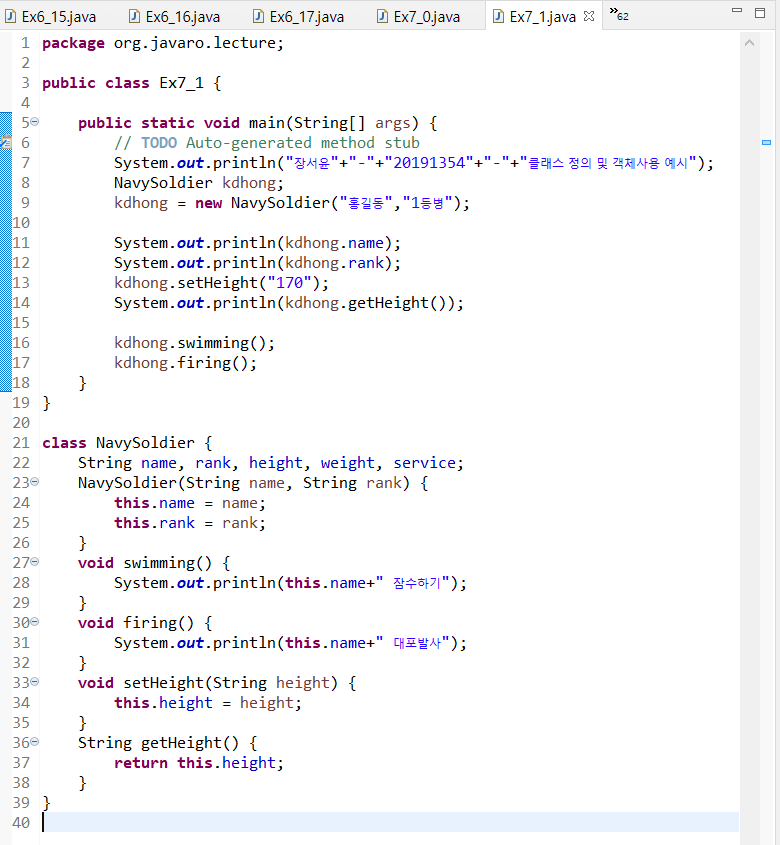 Ex6_15.java Ex6_16.java Ex6_17.java Ex7_0.java Ex7_1.java »62
1 package org.javaro.lecture;
2
3 public class Ex7_1 {
4
5 public static void main(String[] args) {
6 // TODO Auto-generated method stub
7 System.out.println("장서윤"+"-"+"20191354"+"-"+"클래스 정의 및 객체사용 예시");
8 NavySoldier kdhong;
9 kdhong = new NavySoldier("홍길동","1등병");
10
11 System.out.println(kdhong.name);
12 System.out.println(kdhong.rank);
13 kdhong.setHeight("170");
14 System.out.println(kdhong.getHeight());
15
16 kdhong.swimming();
17 kdhong.firing();
18 }
19 }
20
21 class NavySoldier {
22 String name, rank, height, weight, service;
23 NavySoldier(String name, String rank) {
24 this.name = name;
25 this.rank = rank;
26 }
27 void swimming() {
28 System.out.println(this.name+" 잠수하기");
29 }
30 void firing() {
31 System.out.println(this.name+" 대포발사");
32 }
33 void setHeight(String height) {
34 this.height = height;
35 }
36 String getHeight() {
37 return this.height;
38 }
39 }
40